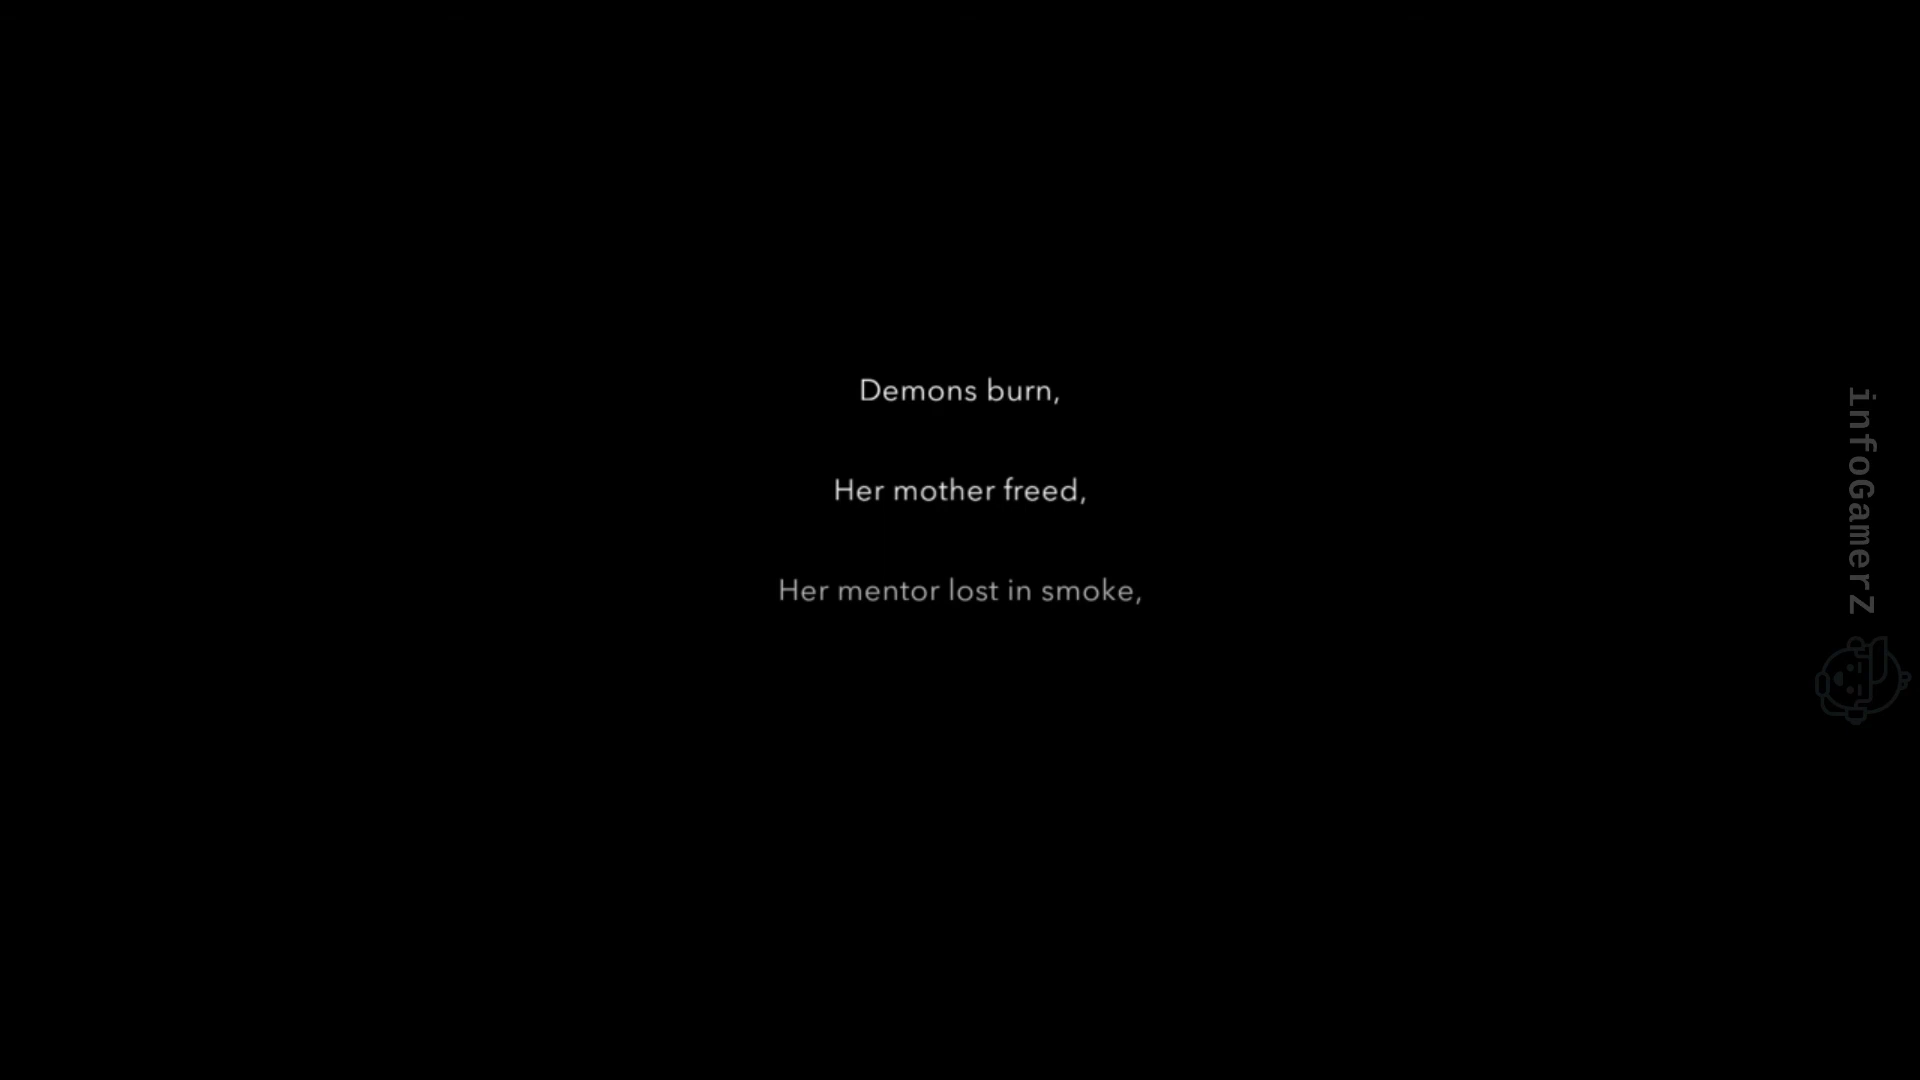 Demons burn,
Her mother freed,
Her mentor lost in smoke,
infoGamerZ